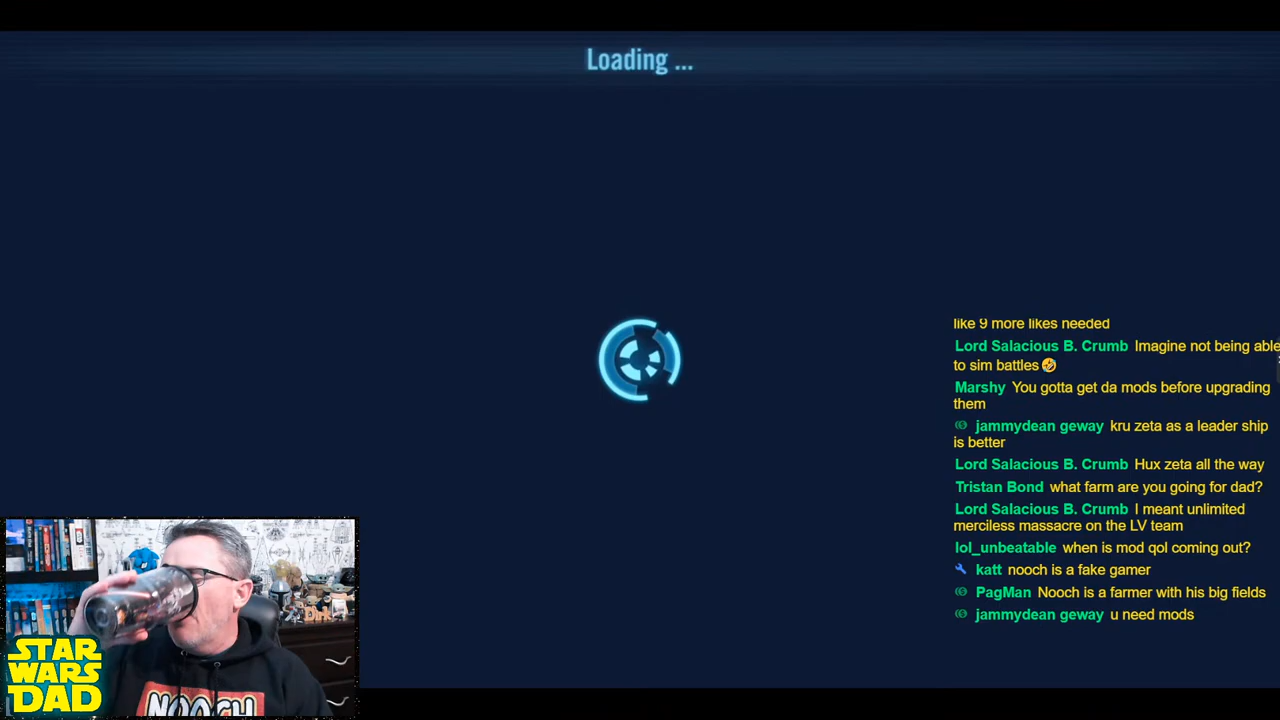 Loading ...
like 9 more likes needed
Lord Salacious B. Crumb Imagine not being able
to sim battles🤣
Marshy You gotta get da mods before upgrading
them
jammydean geway kru zeta as a leader ship
is better
Lord Salacious B. Crumb Hux zeta all the way
Tristan Bond what farm are you going for dad?
Lord Salacious B. Crumb I meant unlimited
merciless massacre on the LV team
lol_unbeatable when is mod qol coming out?
katt nooch is a fake gamer
PagMan Nooch is a farmer with his big fields
jammydean geway u need mods
STAR
WARS
DAD
NOOCH